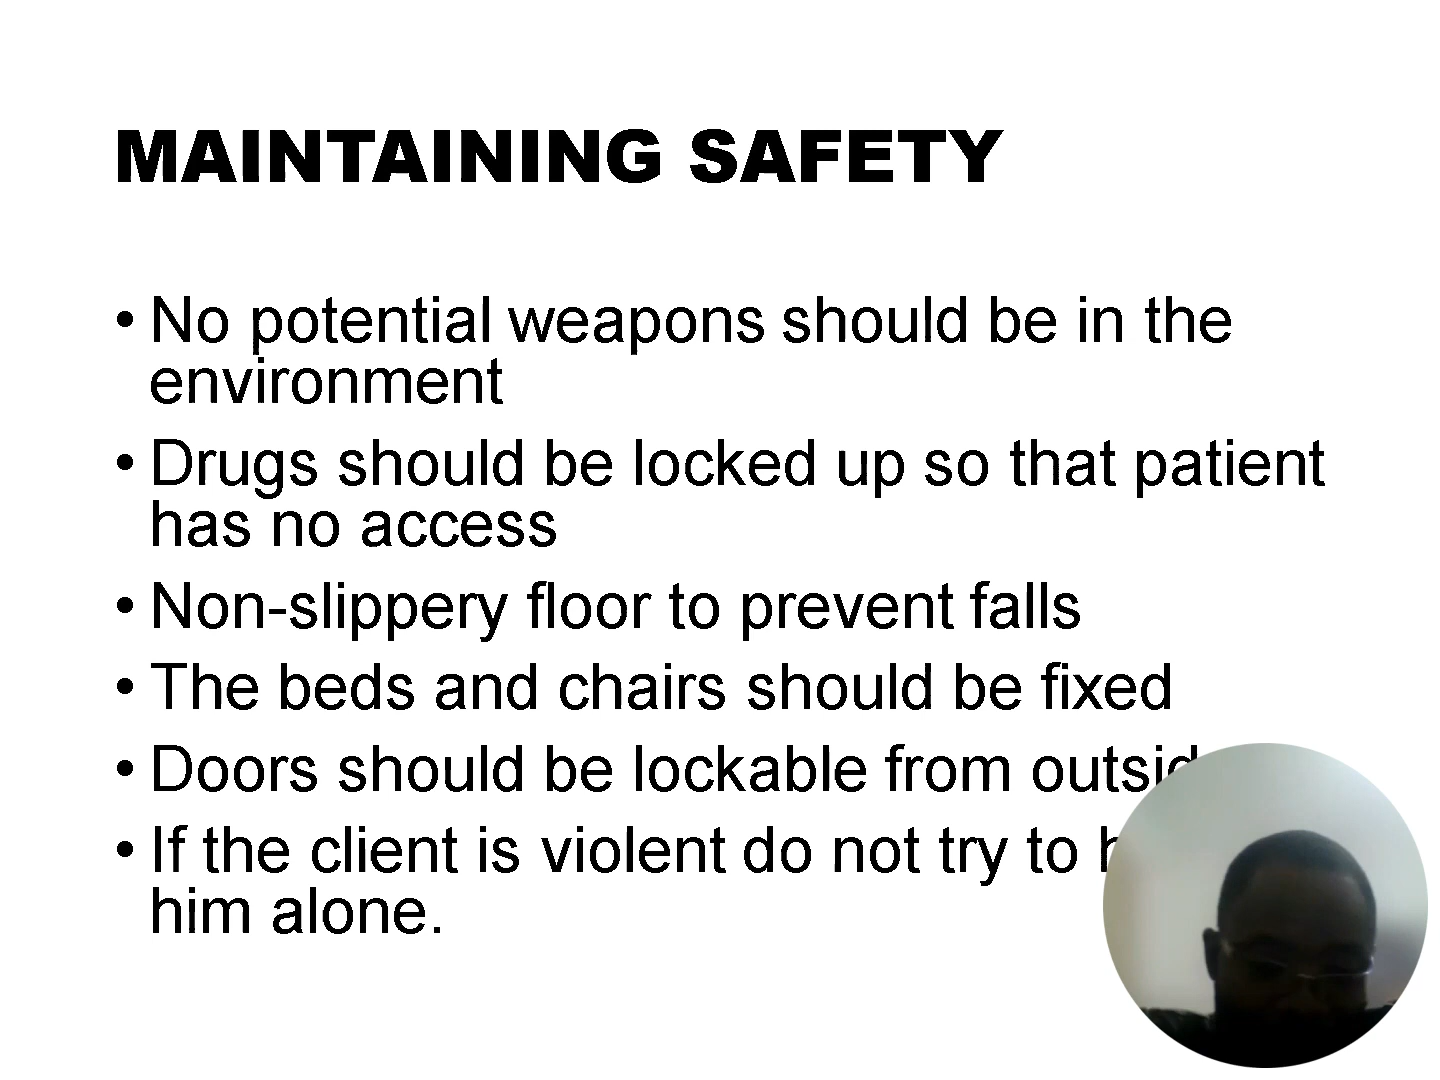 MAINTAINING SAFETY
• No potential weapons should be in the
environment
• Drugs should be locked up so that patient
has no access
• Non-slippery floor to prevent falls
• The beds and chairs should be fixed
• Doors should be lockable from
• If the client is violent do not try to
him alone.